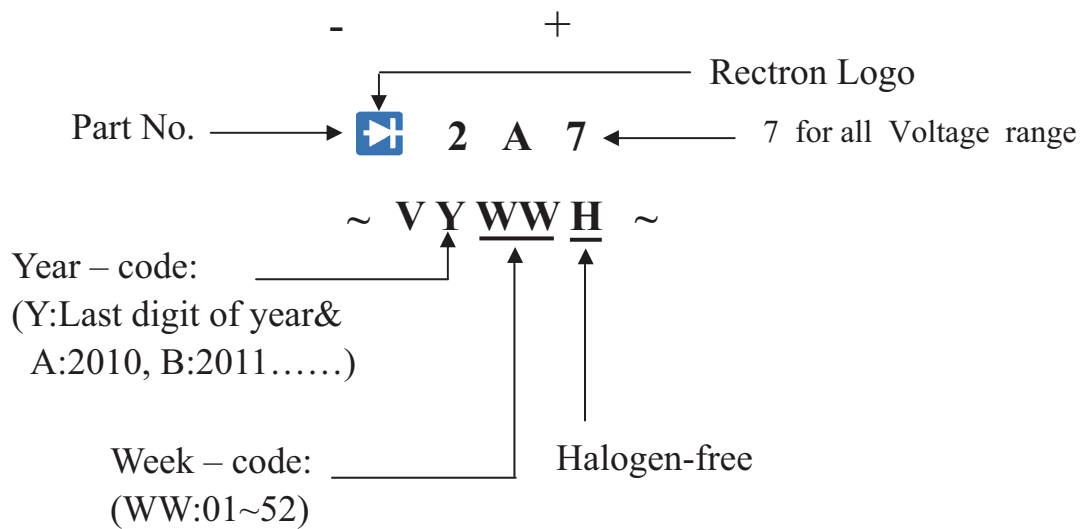 - +
Rectron Logo
Part No. 2 A 7 7 for all Voltage range
~ V Y WW H ~
Year – code:
(Y:Last digit of year&
A:2010, B:2011……)
Week – code:
(WW:01~52)
Halogen-free